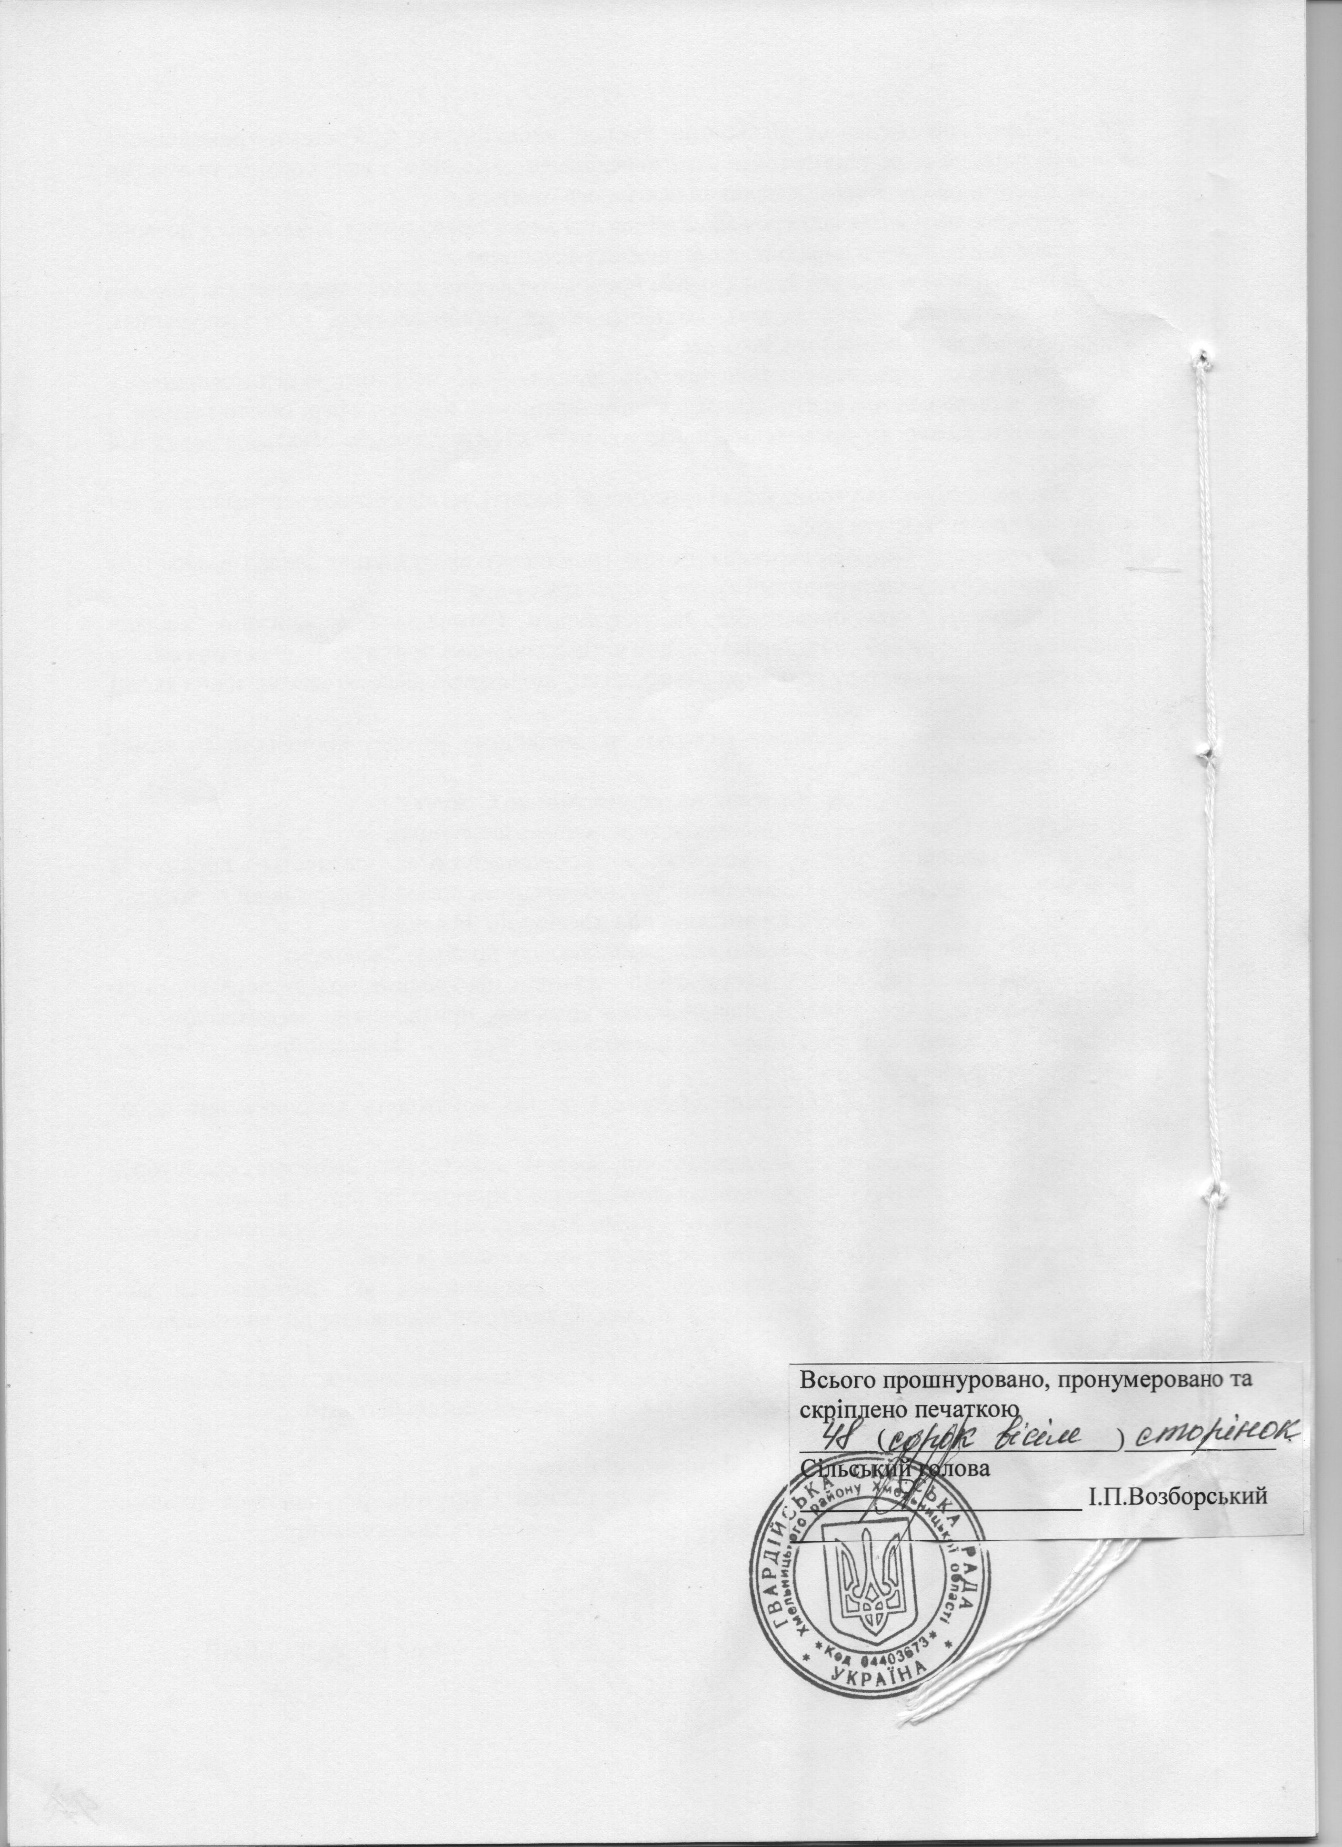 Всього прошнуровано, пронумеровано та
скріплено печаткою
48 (сорок вісім) сторінок
Сільський голова
І.П.Возборський
ГВАРДІЙСЬКА СІЛЬСЬКА РАДА
Хмельницького району Хмельницької області
* Код 04403673 *
* УКРАЇНА *